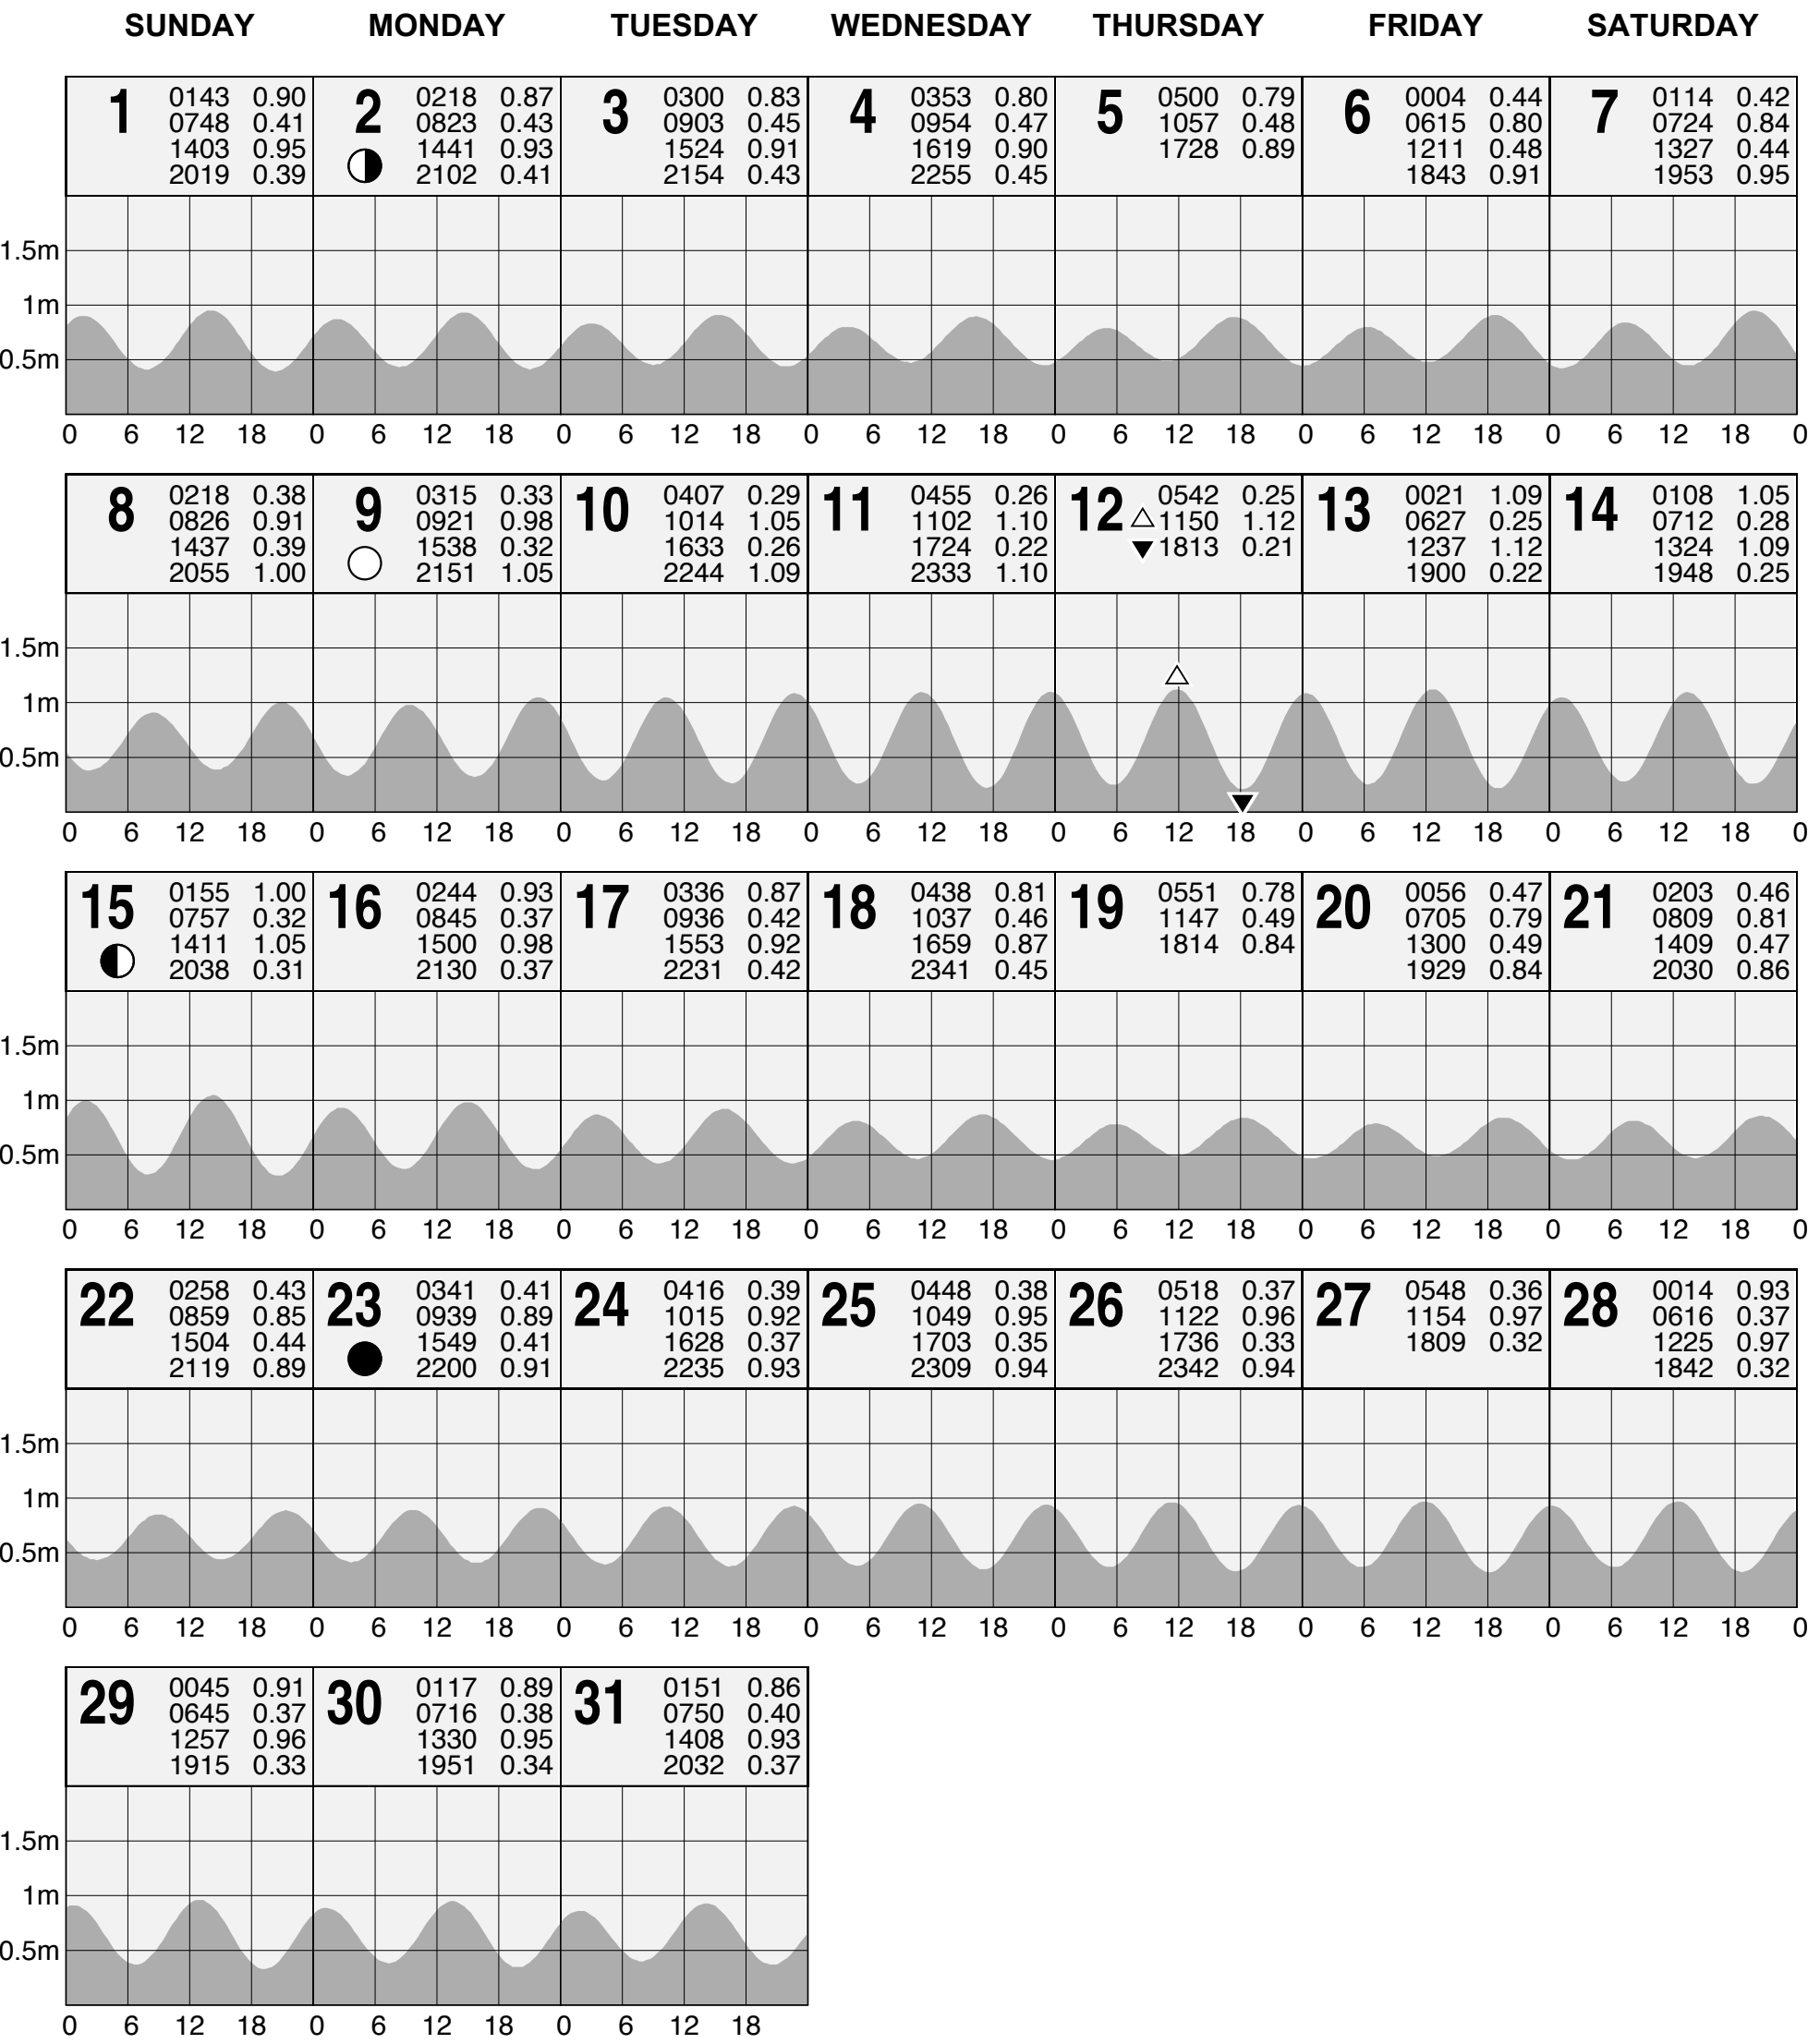 SUNDAY MONDAY TUESDAY WEDNESDAY THURSDAY FRIDAY SATURDAY
1 0143 0.90
0748 0.41
1403 0.95
2019 0.39
2 0218 0.87
0823 0.43
1441 0.93
2102 0.41
3 0300 0.83
0903 0.45
1524 0.91
2154 0.43
4 0353 0.80
0954 0.47
1619 0.90
2255 0.45
5 0500 0.79
1057 0.48
1728 0.89
6 0004 0.44
0615 0.80
1211 0.48
1843 0.91
7 0114 0.42
0724 0.84
1327 0.44
1953 0.95
1.5m
1m
0.5m
0 6 12 18 0 6 12 18 0 6 12 18 0 6 12 18 0 6 12 18 0 6 12 18 0 6 12 18 0
8 0218 0.38
0826 0.91
1437 0.39
2055 1.00
9 0315 0.33
0921 0.98
1538 0.32
2151 1.05
10 0407 0.29
1014 1.05
1633 0.26
2244 1.09
11 0455 0.26
1102 1.10
1724 0.22
2333 1.10
12 0542 0.25
1150 1.12
1813 0.21
13 0021 1.09
0627 0.25
1237 1.12
1900 0.22
14 0108 1.05
0712 0.28
1324 1.09
1948 0.25
1.5m
1m
0.5m
0 6 12 18 0 6 12 18 0 6 12 18 0 6 12 18 0 6 12 18 0 6 12 18 0 6 12 18 0
15 0155 1.00
0757 0.32
1411 1.05
2038 0.31
16 0244 0.93
0845 0.37
1500 0.98
2130 0.37
17 0336 0.87
0936 0.42
1553 0.92
2231 0.42
18 0438 0.81
1037 0.46
1659 0.87
2341 0.45
19 0551 0.78
1147 0.49
1814 0.84
20 0056 0.47
0705 0.79
1300 0.49
1929 0.84
21 0203 0.46
0809 0.81
1409 0.47
2030 0.86
1.5m
1m
0.5m
0 6 12 18 0 6 12 18 0 6 12 18 0 6 12 18 0 6 12 18 0 6 12 18 0 6 12 18 0
22 0258 0.43
0859 0.85
1504 0.44
2119 0.89
23 0341 0.41
0939 0.89
1549 0.41
2200 0.91
24 0416 0.39
1015 0.92
1628 0.37
2235 0.93
25 0448 0.38
1049 0.95
1703 0.35
2309 0.94
26 0518 0.37
1122 0.96
1736 0.33
2342 0.94
27 0548 0.36
1154 0.97
1809 0.32
28 0014 0.93
0616 0.37
1225 0.97
1842 0.32
1.5m
1m
0.5m
0 6 12 18 0 6 12 18 0 6 12 18 0 6 12 18 0 6 12 18 0 6 12 18 0 6 12 18 0
29 0045 0.91
0645 0.37
1257 0.96
1915 0.33
30 0117 0.89
0716 0.38
1330 0.95
1951 0.34
31 0151 0.86
0750 0.40
1408 0.93
2032 0.37
1.5m
1m
0.5m
0 6 12 18 0 6 12 18 0 6 12 18